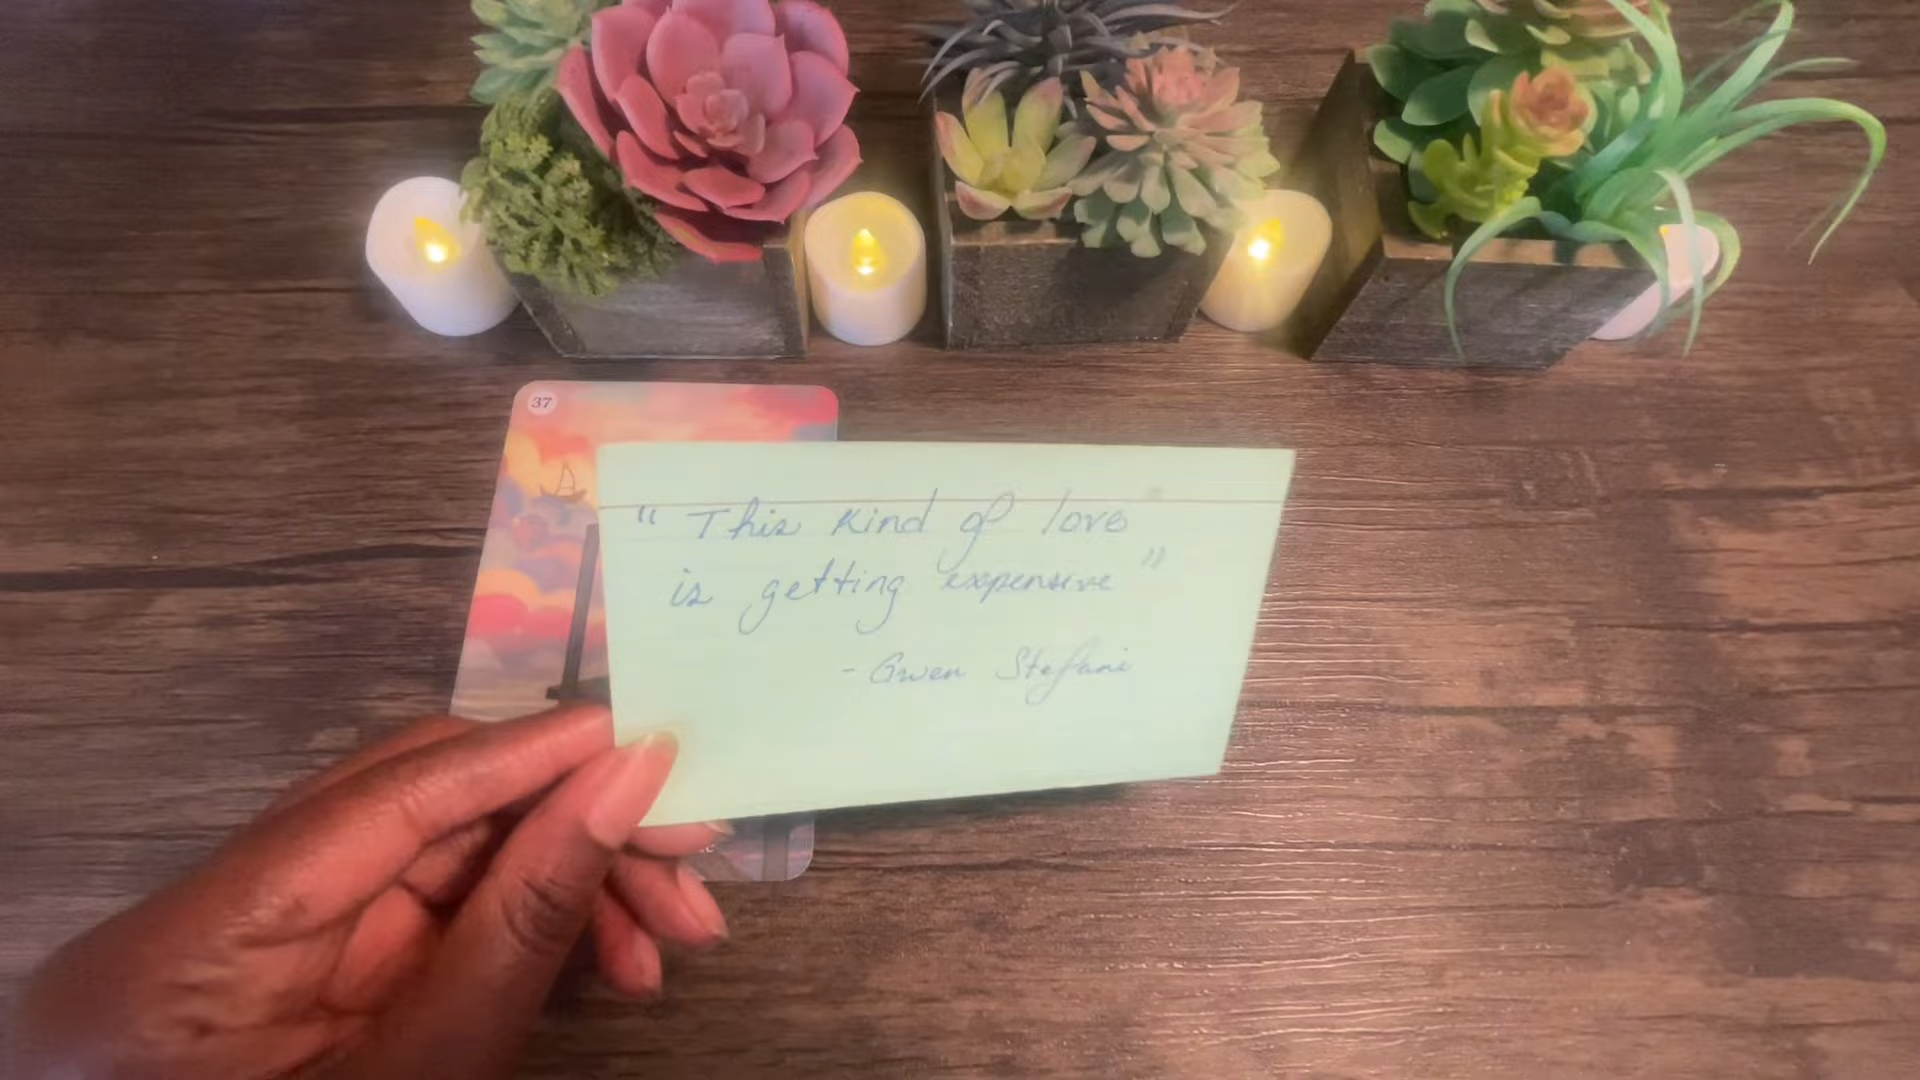 37
" This kind of love
is getting expensive "
- Gwen Stefani